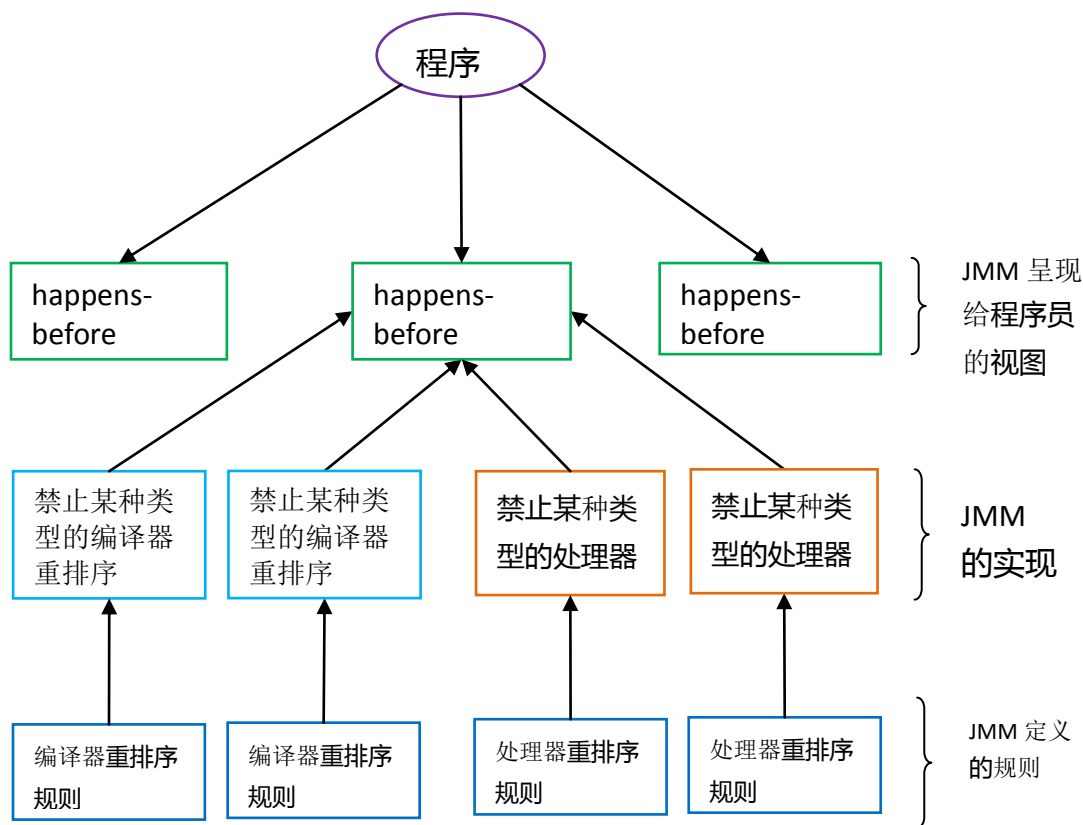 程序
happens-
before
happens-
before
happens-
before
JMM 呈现
给程序员
的视图
禁止某种类
型的编译器
重排序
禁止某种类
型的编译器
重排序
禁止某种类
型的处理器
禁止某种类
型的处理器
JMM
的实现
编译器重排序
规则
编译器重排序
规则
处理器重排序
规则
处理器重排序
规则
JMM 定义
的规则